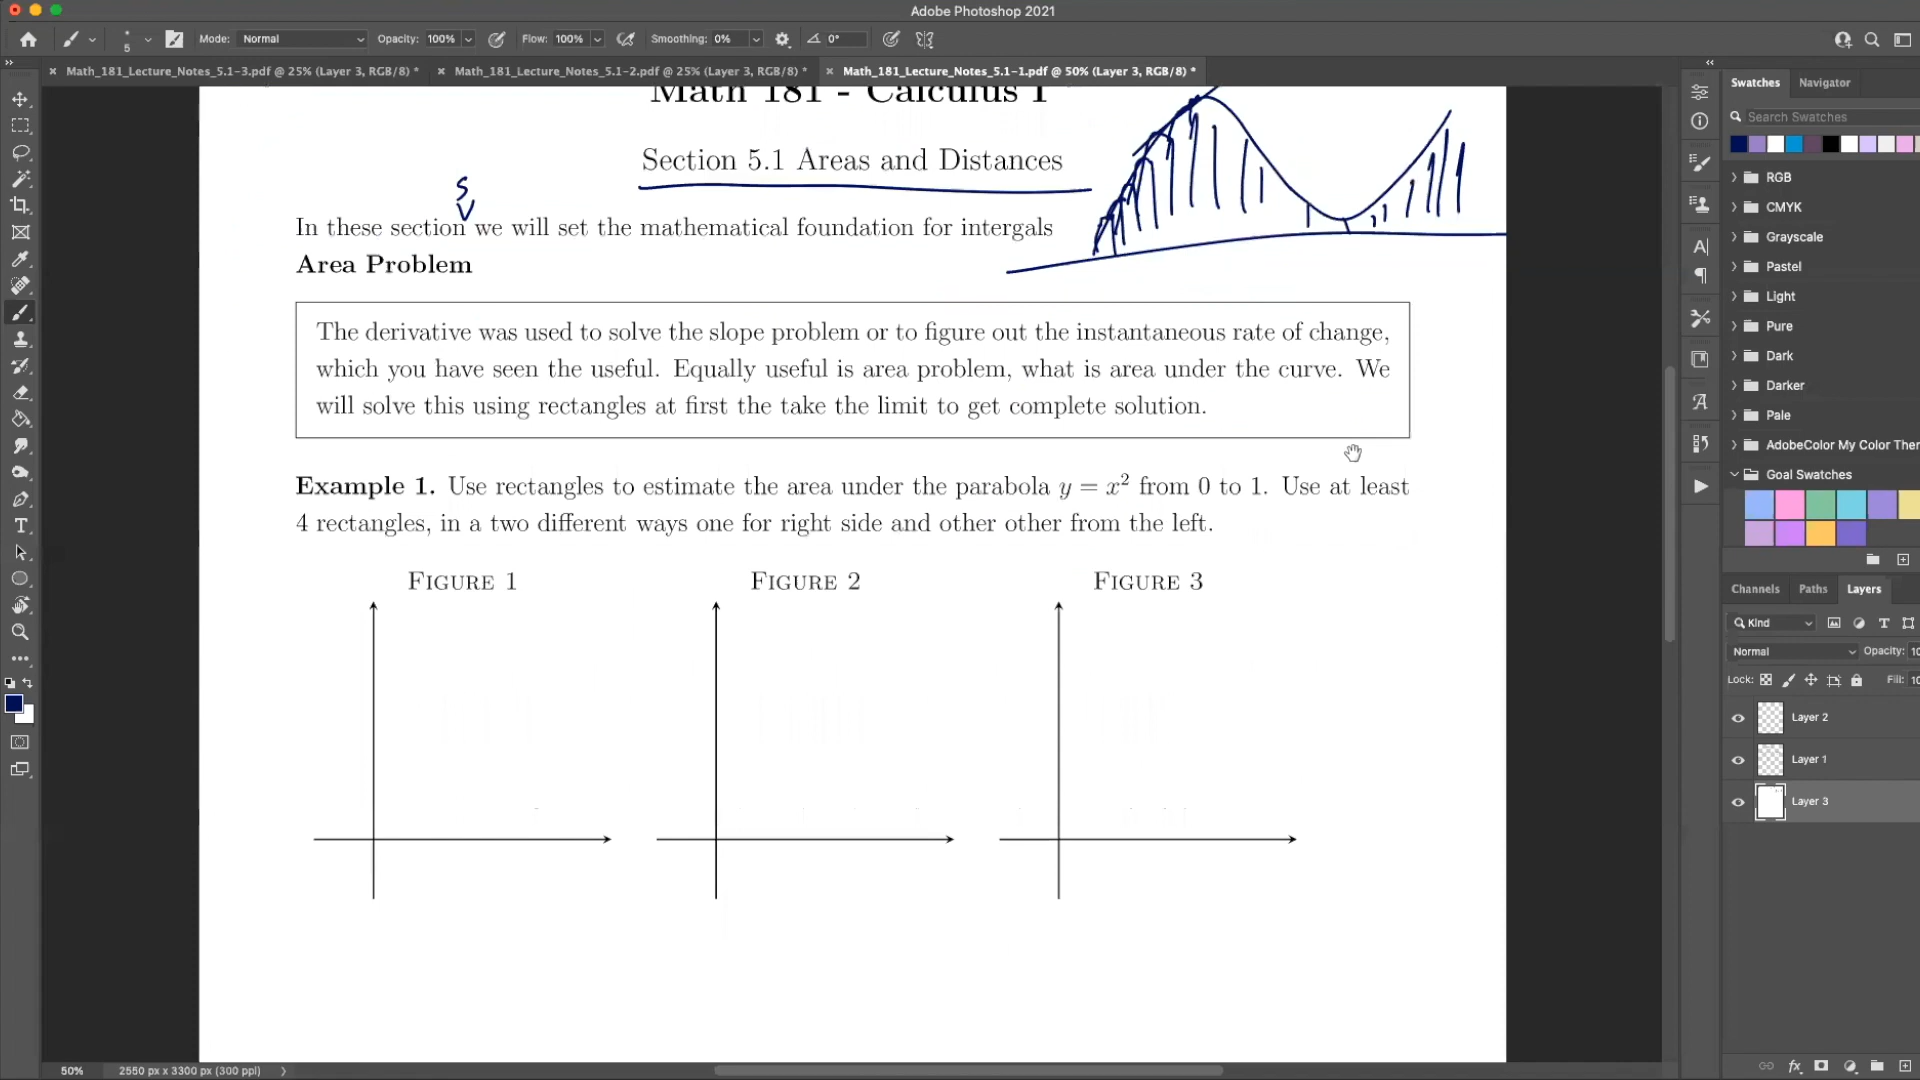 Adobe Photoshop 2021
5
Mode: Normal
Opacity: 100%
Flow: 100%
Smoothing: 0%
0°
Math_181_Lecture_Notes_5.1-3.pdf @ 25% (Layer 3, RGB/8) *
Math_181_Lecture_Notes_5.1-2.pdf @ 25% (Layer 3, RGB/8) *
Math_181_Lecture_Notes_5.1-1.pdf @ 50% (Layer 3, RGB/8) *
Math 181 - Calculus I
Section 5.1 Areas and Distances
s
In these section we will set the mathematical foundation for intergals
Area Problem
The derivative was used to solve the slope problem or to figure out the instantaneous rate of change,
which you have seen the useful. Equally useful is area problem, what is area under the curve. We
will solve this using rectangles at first the take the limit to get complete solution.
Example 1. Use rectangles to estimate the area under the parabola y = x² from 0 to 1. Use at least
4 rectangles, in a two different ways one for right side and other other from the left.
FIGURE 1
FIGURE 2
FIGURE 3
50%
2550 px x 3300 px (300 ppi)
Swatches
Navigator
Search Swatches
RGB
CMYK
Grayscale
Pastel
Light
Pure
Dark
Darker
Pale
AdobeColor My Color Ther
Goal Swatches
Channels
Paths
Layers
Kind
Normal
Opacity: 10
Lock:
Fill: 10
Layer 2
Layer 1
Layer 3